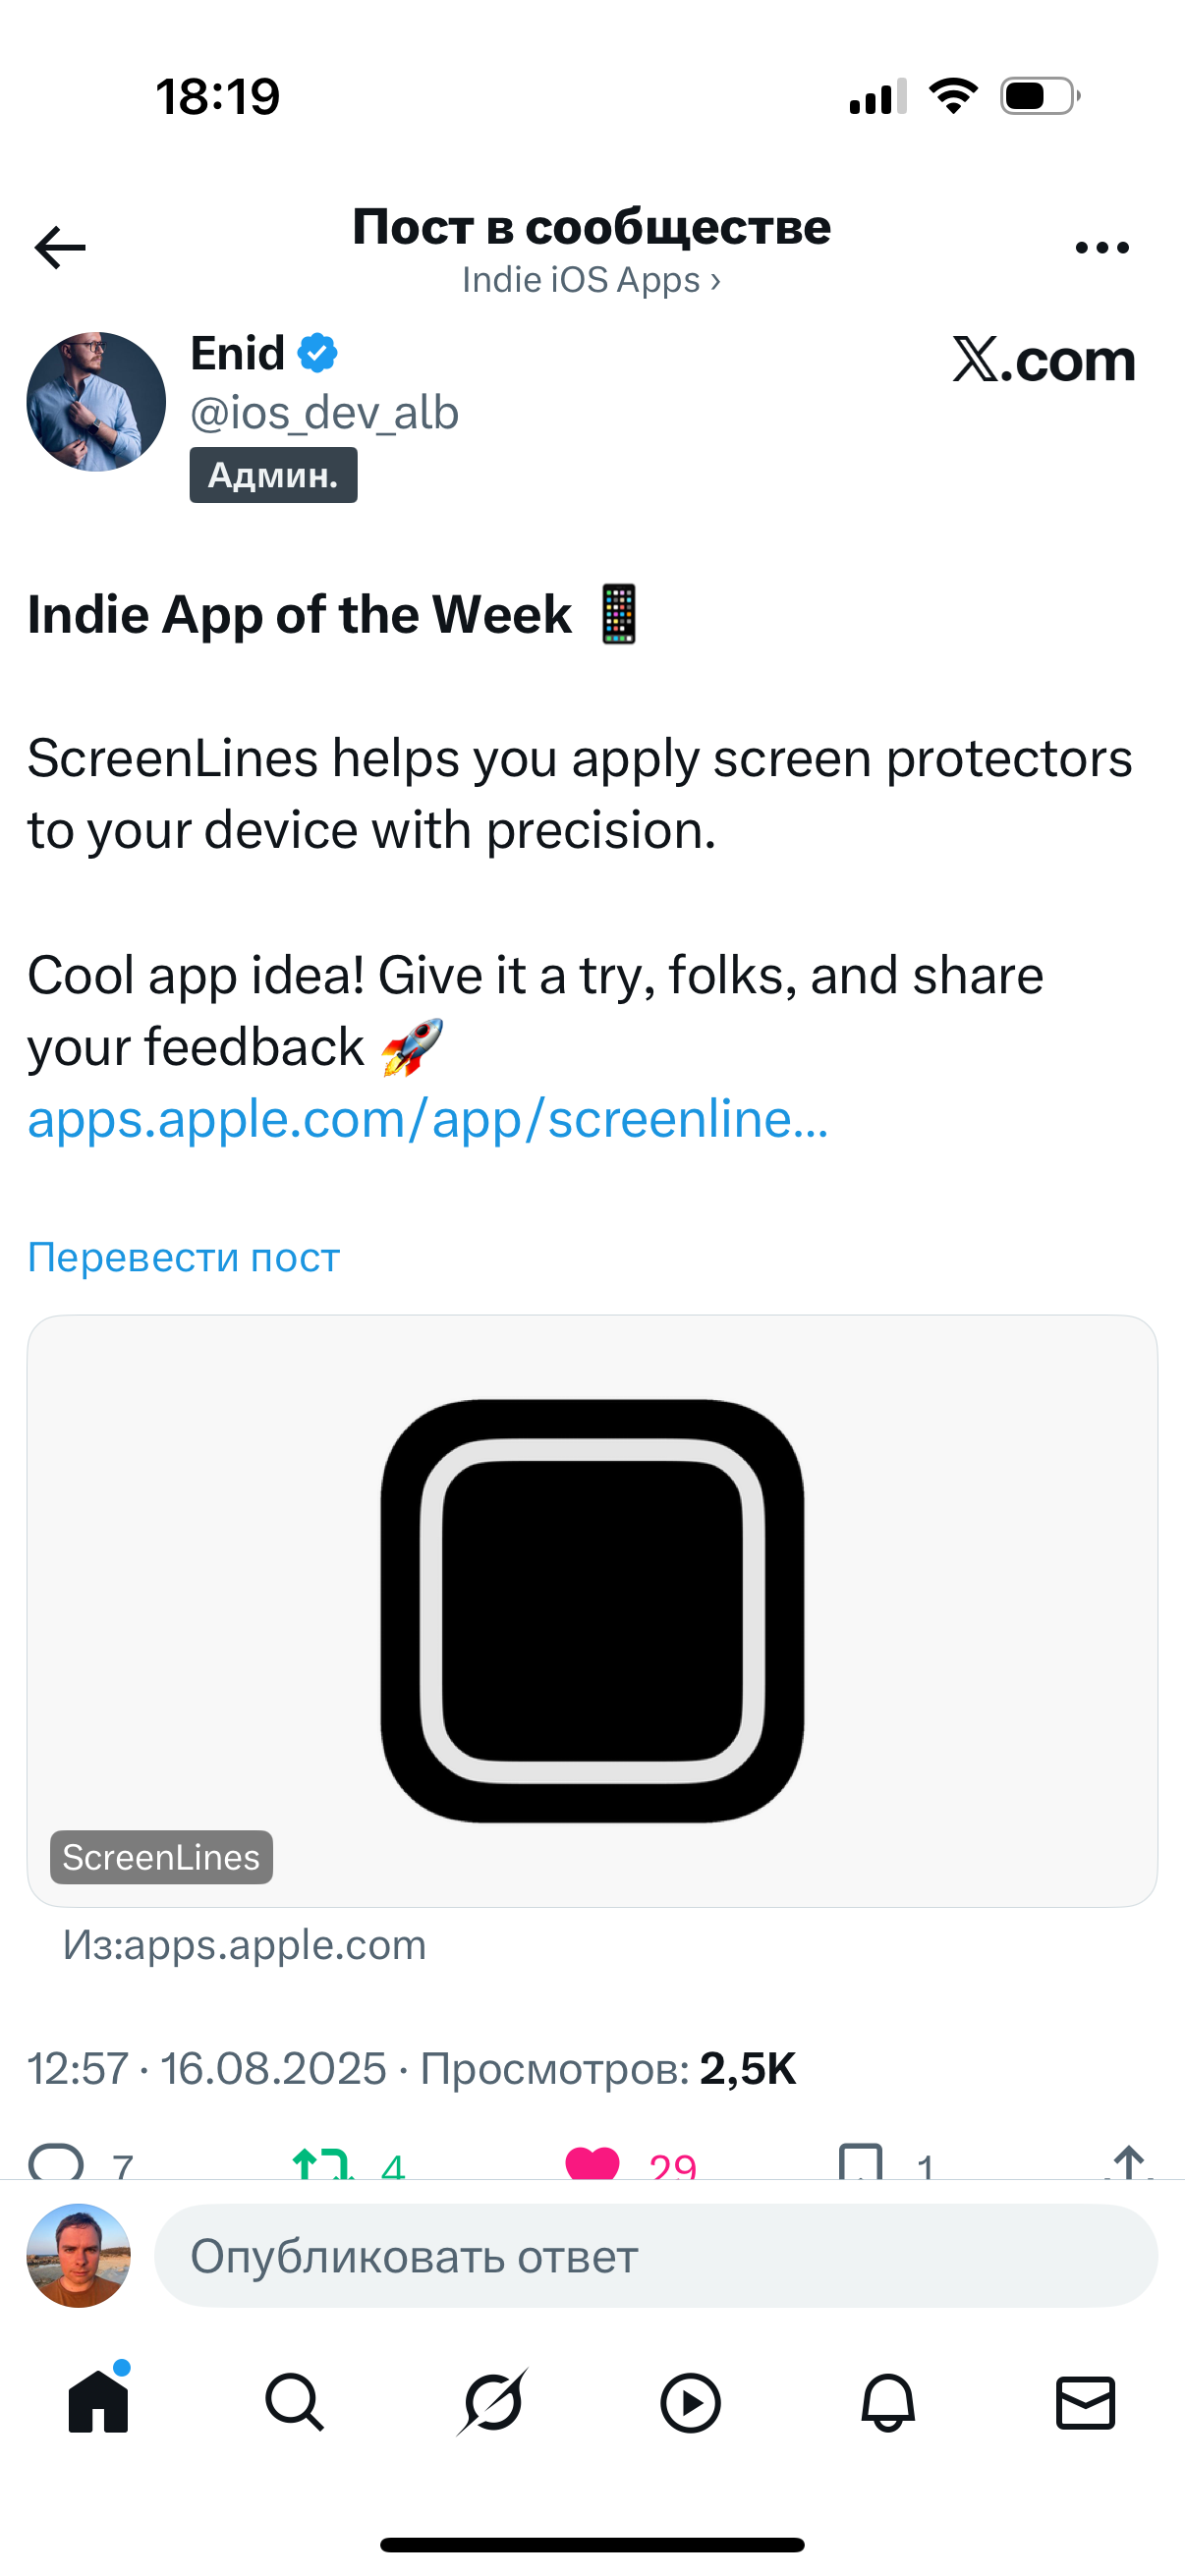 18:19
Пост в сообществе
Indie iOS Apps ›
Enid
X.com
@ios_dev_alb
Админ.
Indie App of the Week 📱
ScreenLines helps you apply screen protectors
to your device with precision.
Cool app idea! Give it a try, folks, and share
your feedback 🚀
apps.apple.com/app/screenline...
Перевести пост
ScreenLines
Из:apps.apple.com
12:57 · 16.08.2025 · Просмотров: 2,5K
7 4 29 1
Опубликовать ответ